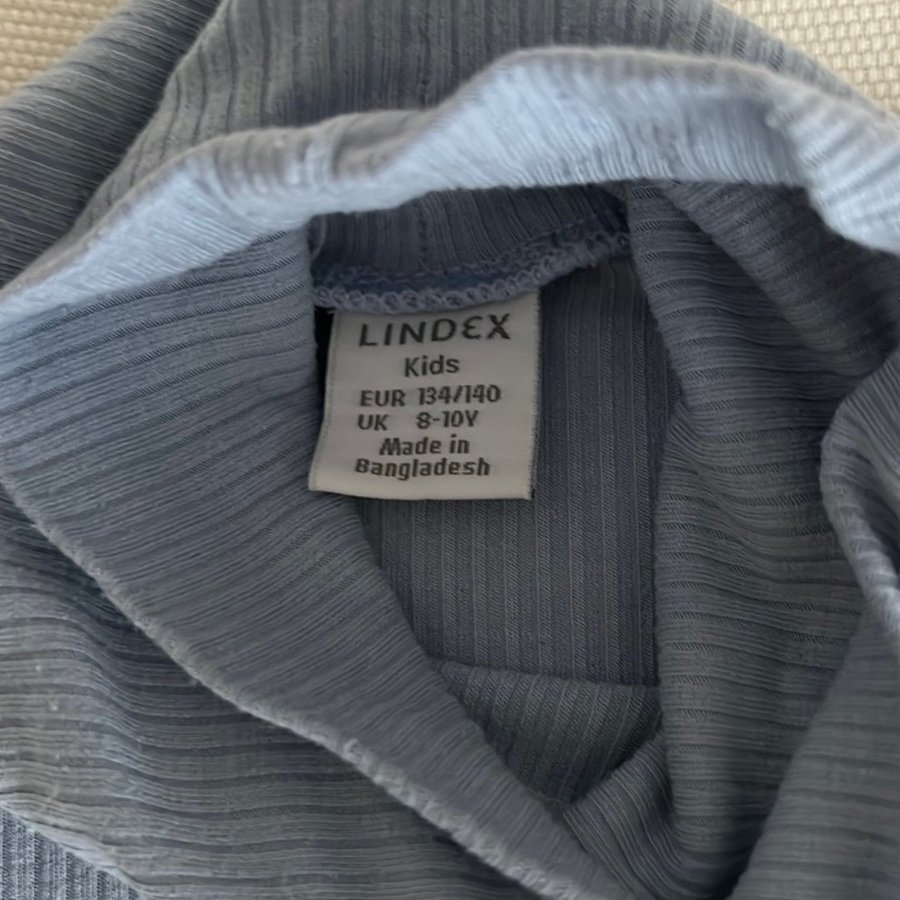 LINDEX
Kids
EUR 134/140
UK 8-10Y
Made in
Bangladesh